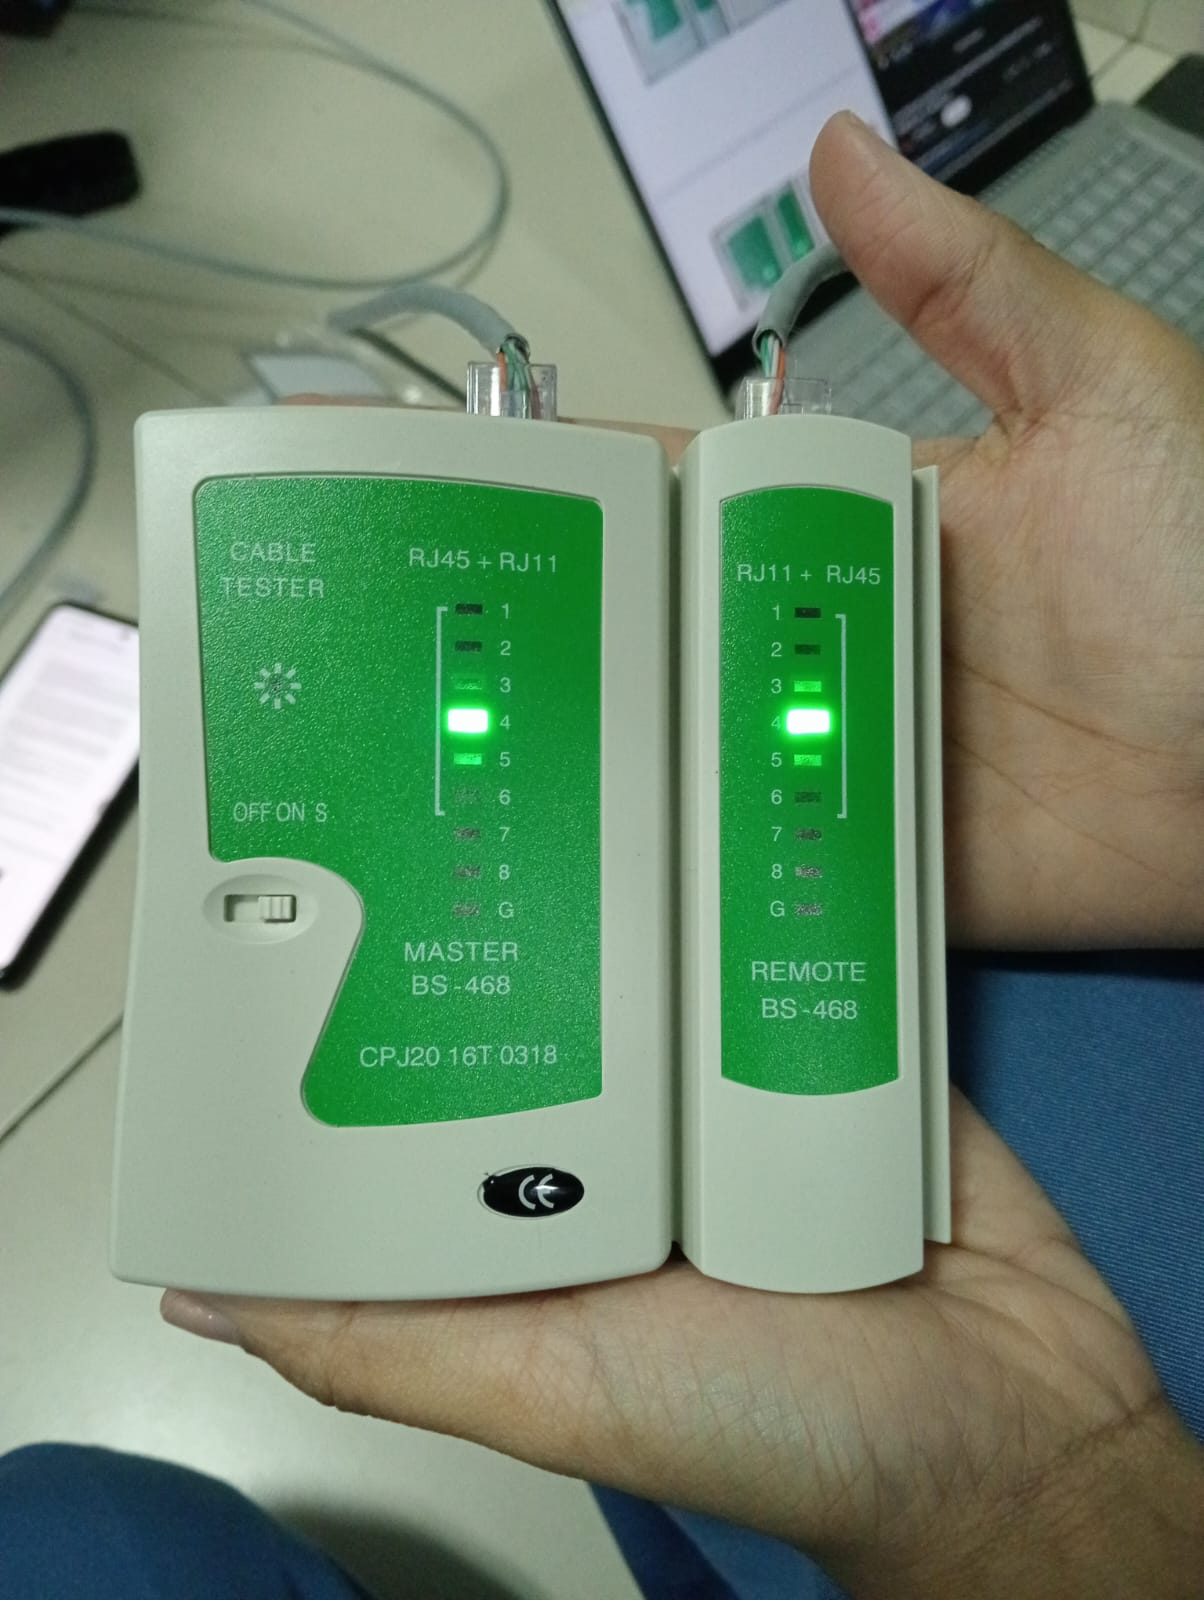 CABLE
TESTER
OFF ON S
RJ45 + RJ11
1
2
3
4
5
6
7
8
G
MASTER
BS-468
CPJ20 16T 0318
CE
RJ11 + RJ45
1
2
3
4
5
6
7
8
G
REMOTE
BS-468